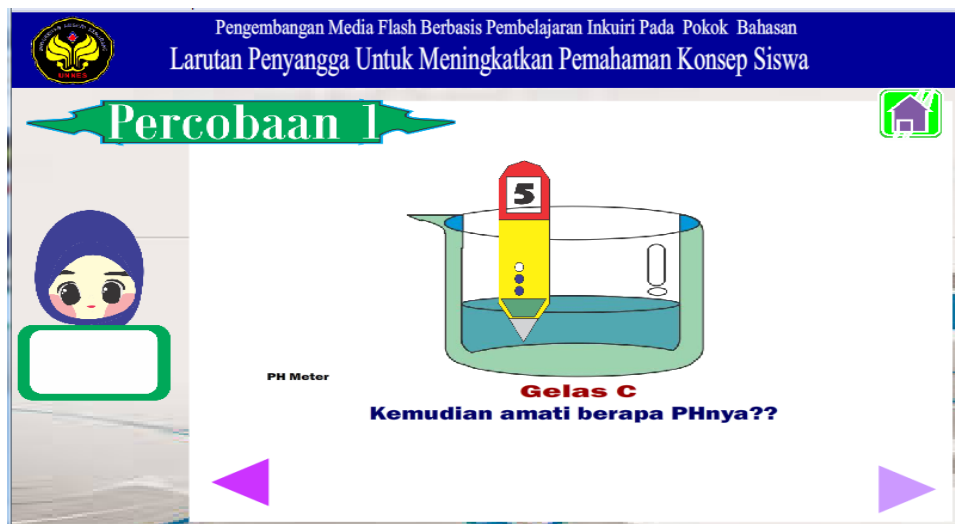 Pengembangan Media Flash Berbasis Pembelajaran Inkuiri Pada Pokok Bahasan
Larutan Penyangga Untuk Meningkatkan Pemahaman Konsep Siswa
UNNES
Percobaan 1
5
PH Meter
Gelas C
Kemudian amati berapa PHnya??